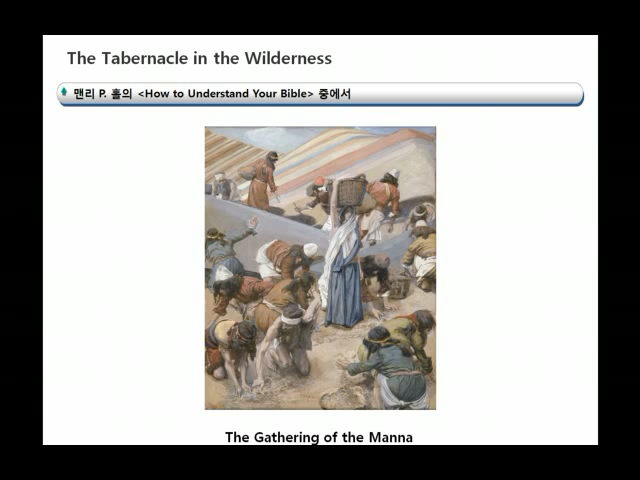 The Tabernacle in the Wilderness
맨리 P. 홀의 <How to Understand Your Bible> 중에서
The Gathering of the Manna